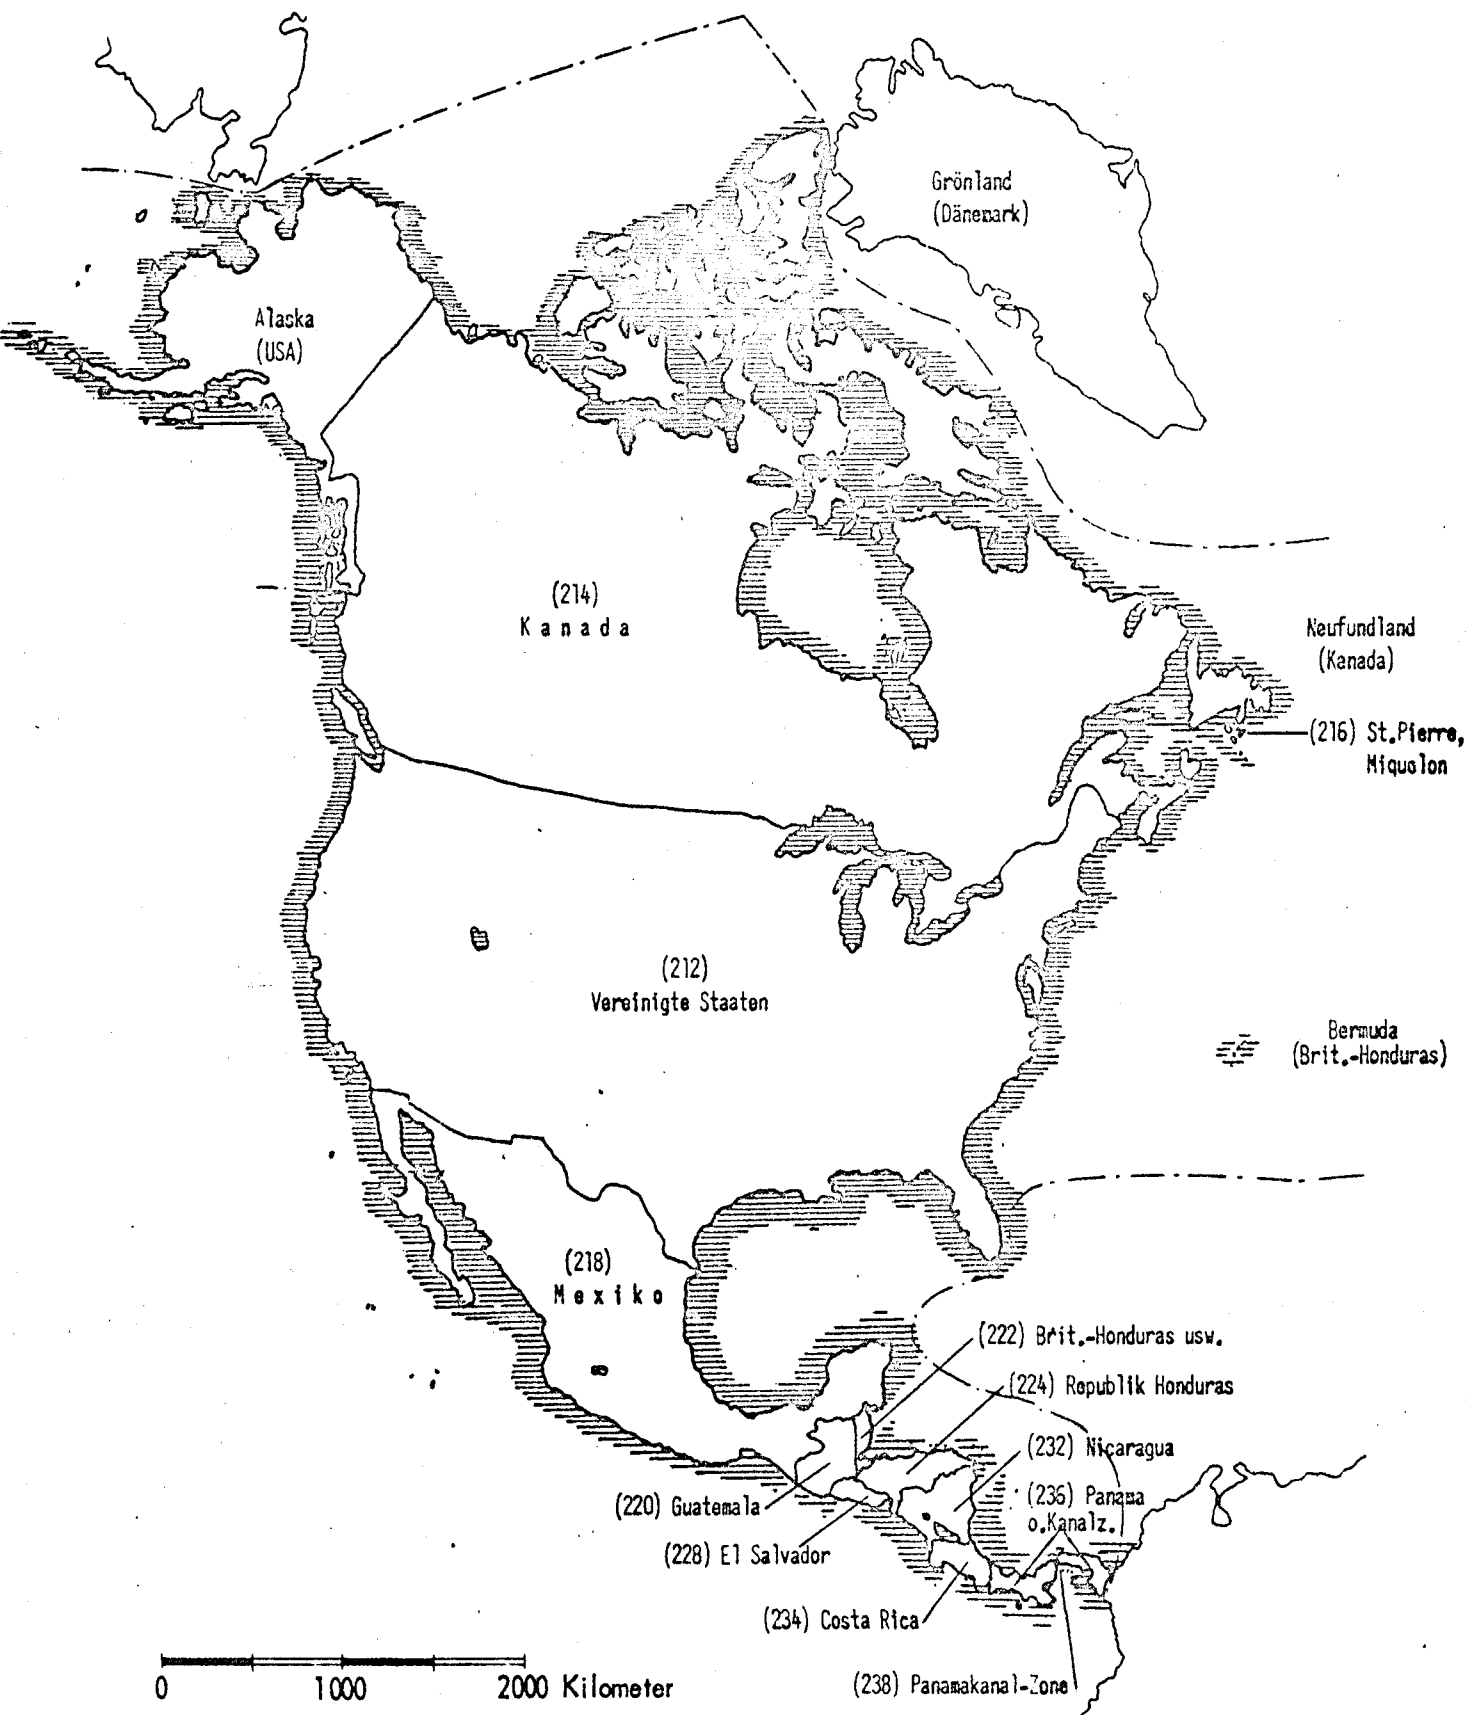 Grönland
(Dänemark)
Alaska
(USA)
(214)
Kanada
Neufundland
(Kanada)
(216) St.Pierre,
Miquelon
(212)
Vereinigte Staaten
Bermuda
(Brit.-Honduras)
(218)
Mexiko
(222) Brit.-Honduras usw.
(224) Republik Honduras
(232) Nicaragua
(236) Panama
o.Kanalz.
(220) Guatemala
(228) El Salvador
(234) Costa Rica
(238) Panamakanal-Zone
0 1000 2000 Kilometer